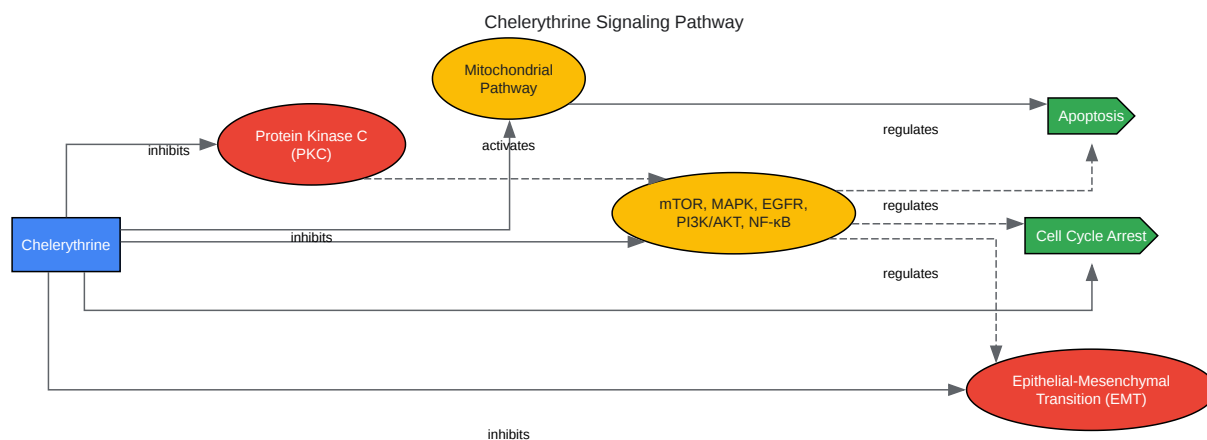 Chelerythrine Signaling Pathway
Mitochondrial
Pathway
Apoptosis
regulates
Protein Kinase C
(PKC)
inhibits
activates
mTOR, MAPK, EGFR,
PI3K/AKT, NF-κB
regulates
Chelerythrine
inhibits
Cell Cycle Arrest
regulates
Epithelial-Mesenchymal
Transition (EMT)
inhibits